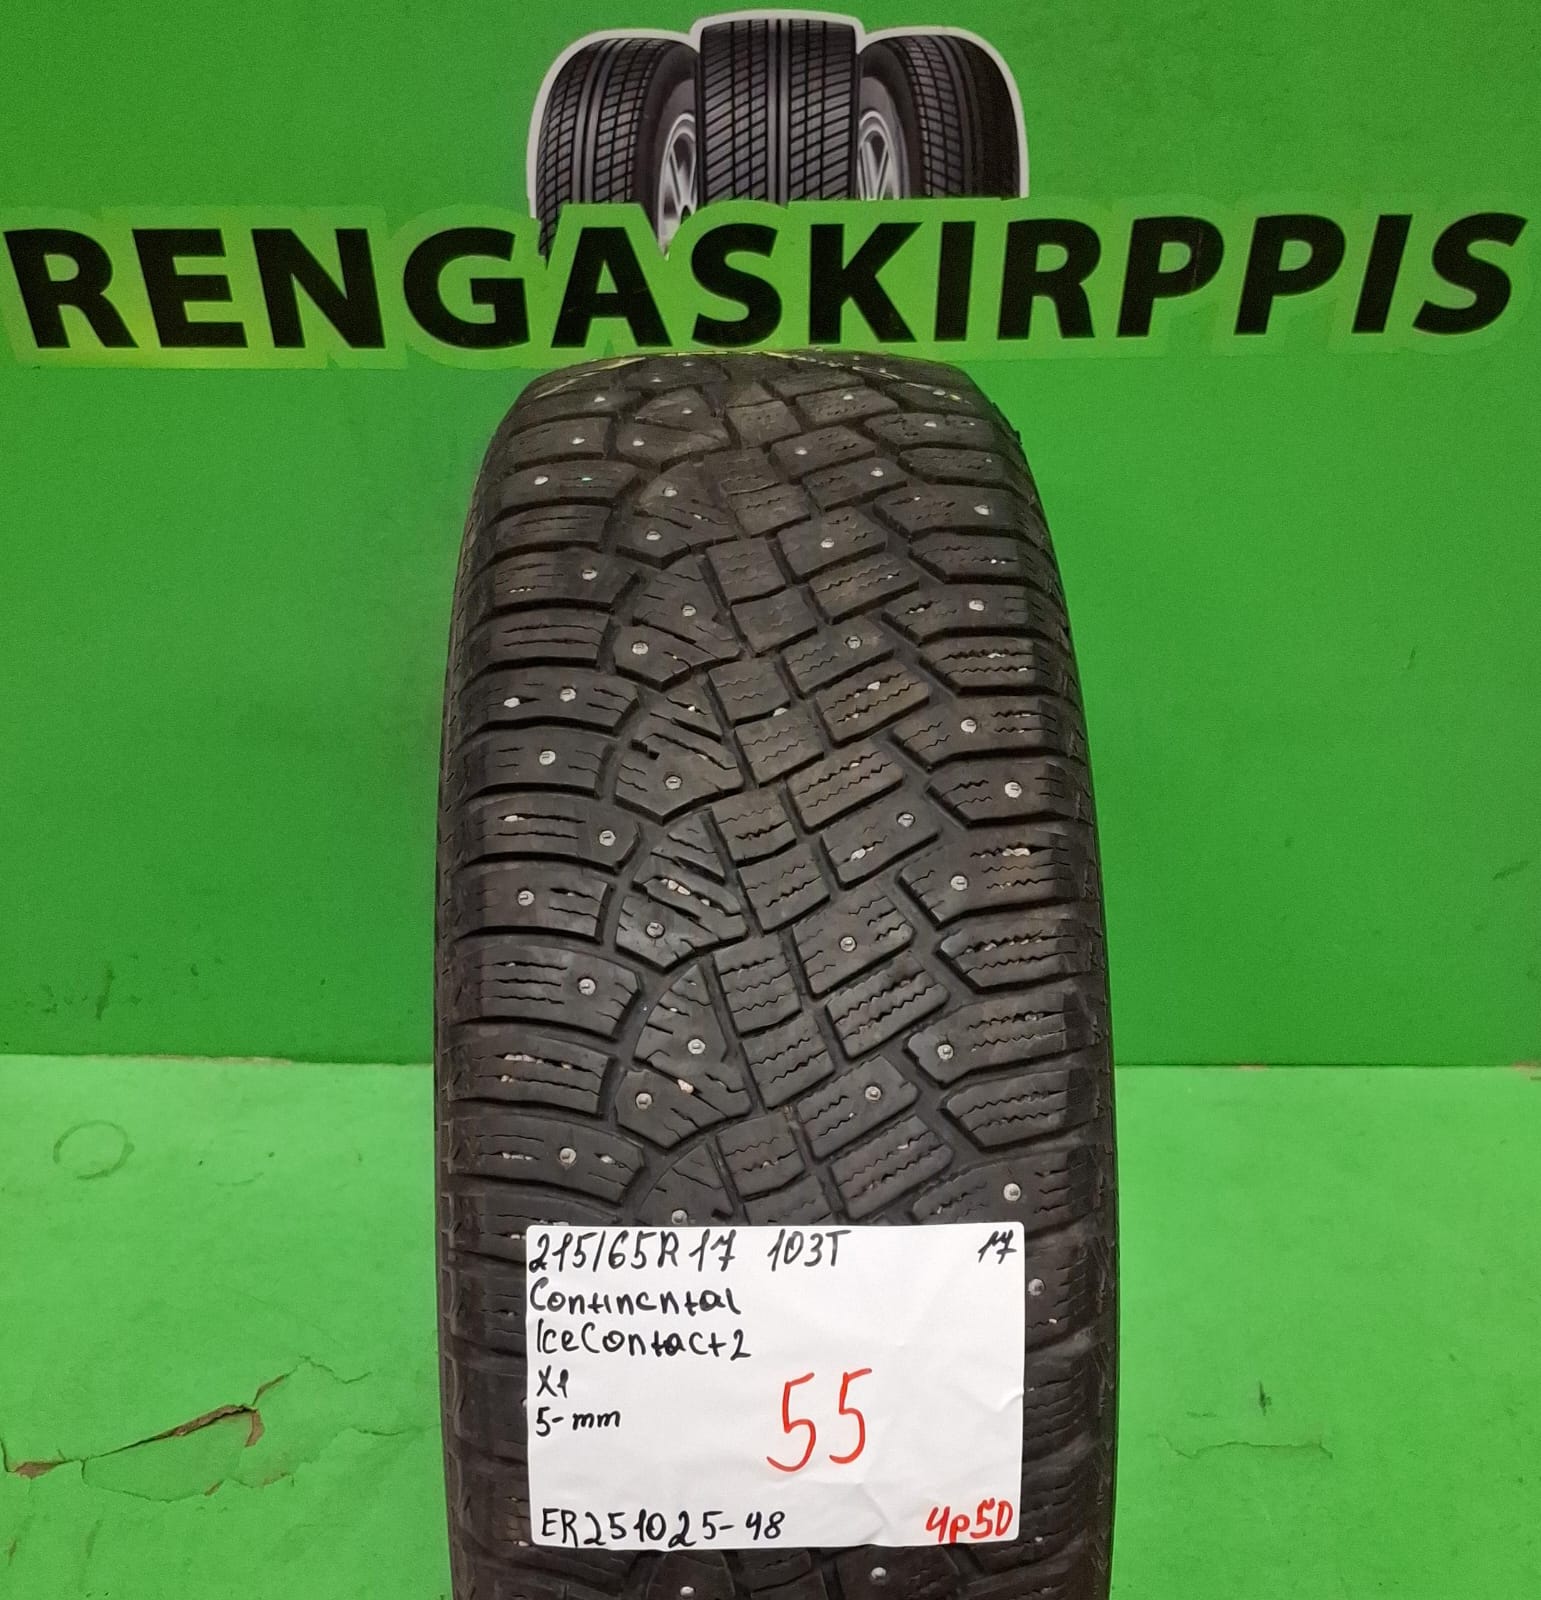 RENGASKIRPPIS
215/65R17 103T 17
Continental
IceContact2
X1
5-mm
55
ER251025-48
4p50